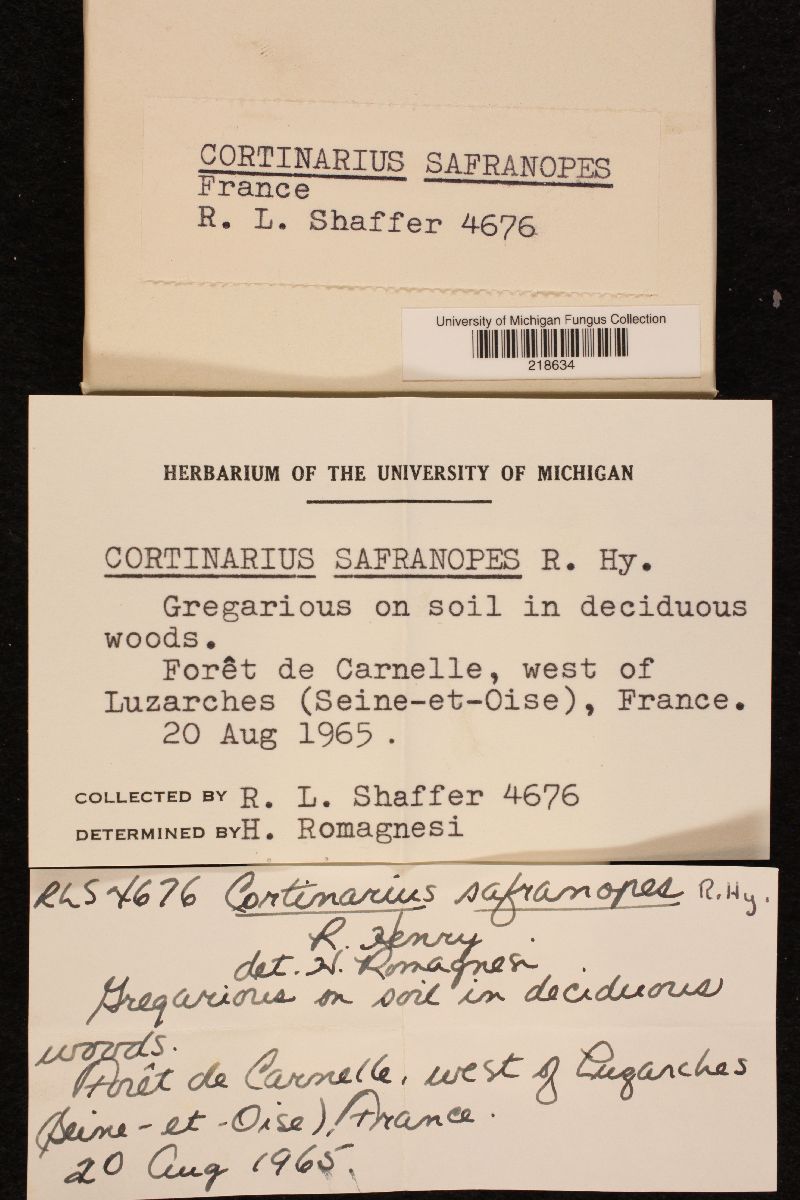 CORTINARIUS SAFRANOPES
France
R. L. Shaffer 4676
University of Michigan Fungus Collection
218634
HERBARIUM OF THE UNIVERSITY OF MICHIGAN
CORTINARIUS SAFRANOPES R. Hy.
Gregarious on soil in deciduous
woods.
Forêt de Carnelle, west of
Luzarches (Seine-et-Oise), France.
20 Aug 1965 .
COLLECTED BY R. L. Shaffer 4676
DETERMINED BY H. Romagnesi
RLS 4676 Cortinarius safranopes R. Hy.
R. Henry
det. H. Romagnesi
Gregarious on soil in deciduous
woods.
Forêt de Carnelle, west of Luzarches
(Seine-et-Oise), France.
20 Aug 1965.